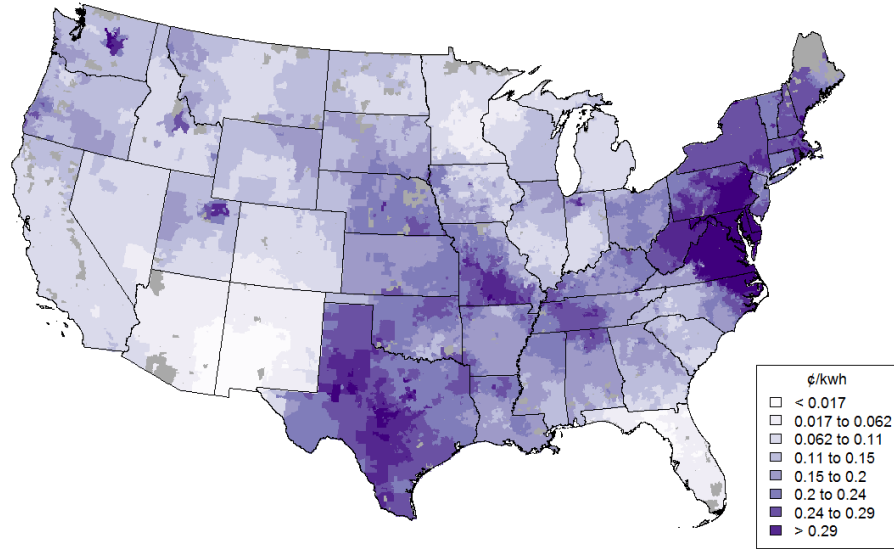 ¢/kwh
< 0.017
0.017 to 0.062
0.062 to 0.11
0.11 to 0.15
0.15 to 0.2
0.2 to 0.24
0.24 to 0.29
> 0.29